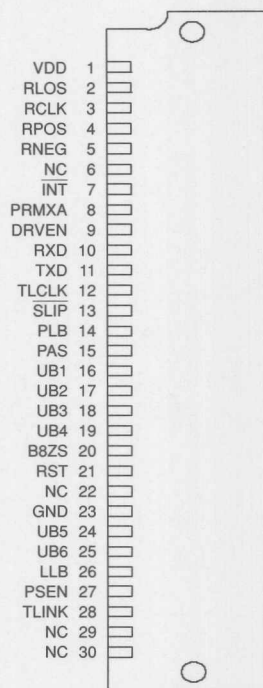 VDD 1
RLOS 2
RCLK 3
RPOS 4
RNEG 5
NC 6
INT 7
PRMXA 8
DRVEN 9
RXD 10
TXD 11
TLCLK 12
SLIP 13
PLB 14
PAS 15
UB1 16
UB2 17
UB3 18
UB4 19
B8ZS 20
RST 21
NC 22
GND 23
UB5 24
UB6 25
LLB 26
PSEN 27
TLINK 28
NC 29
NC 30